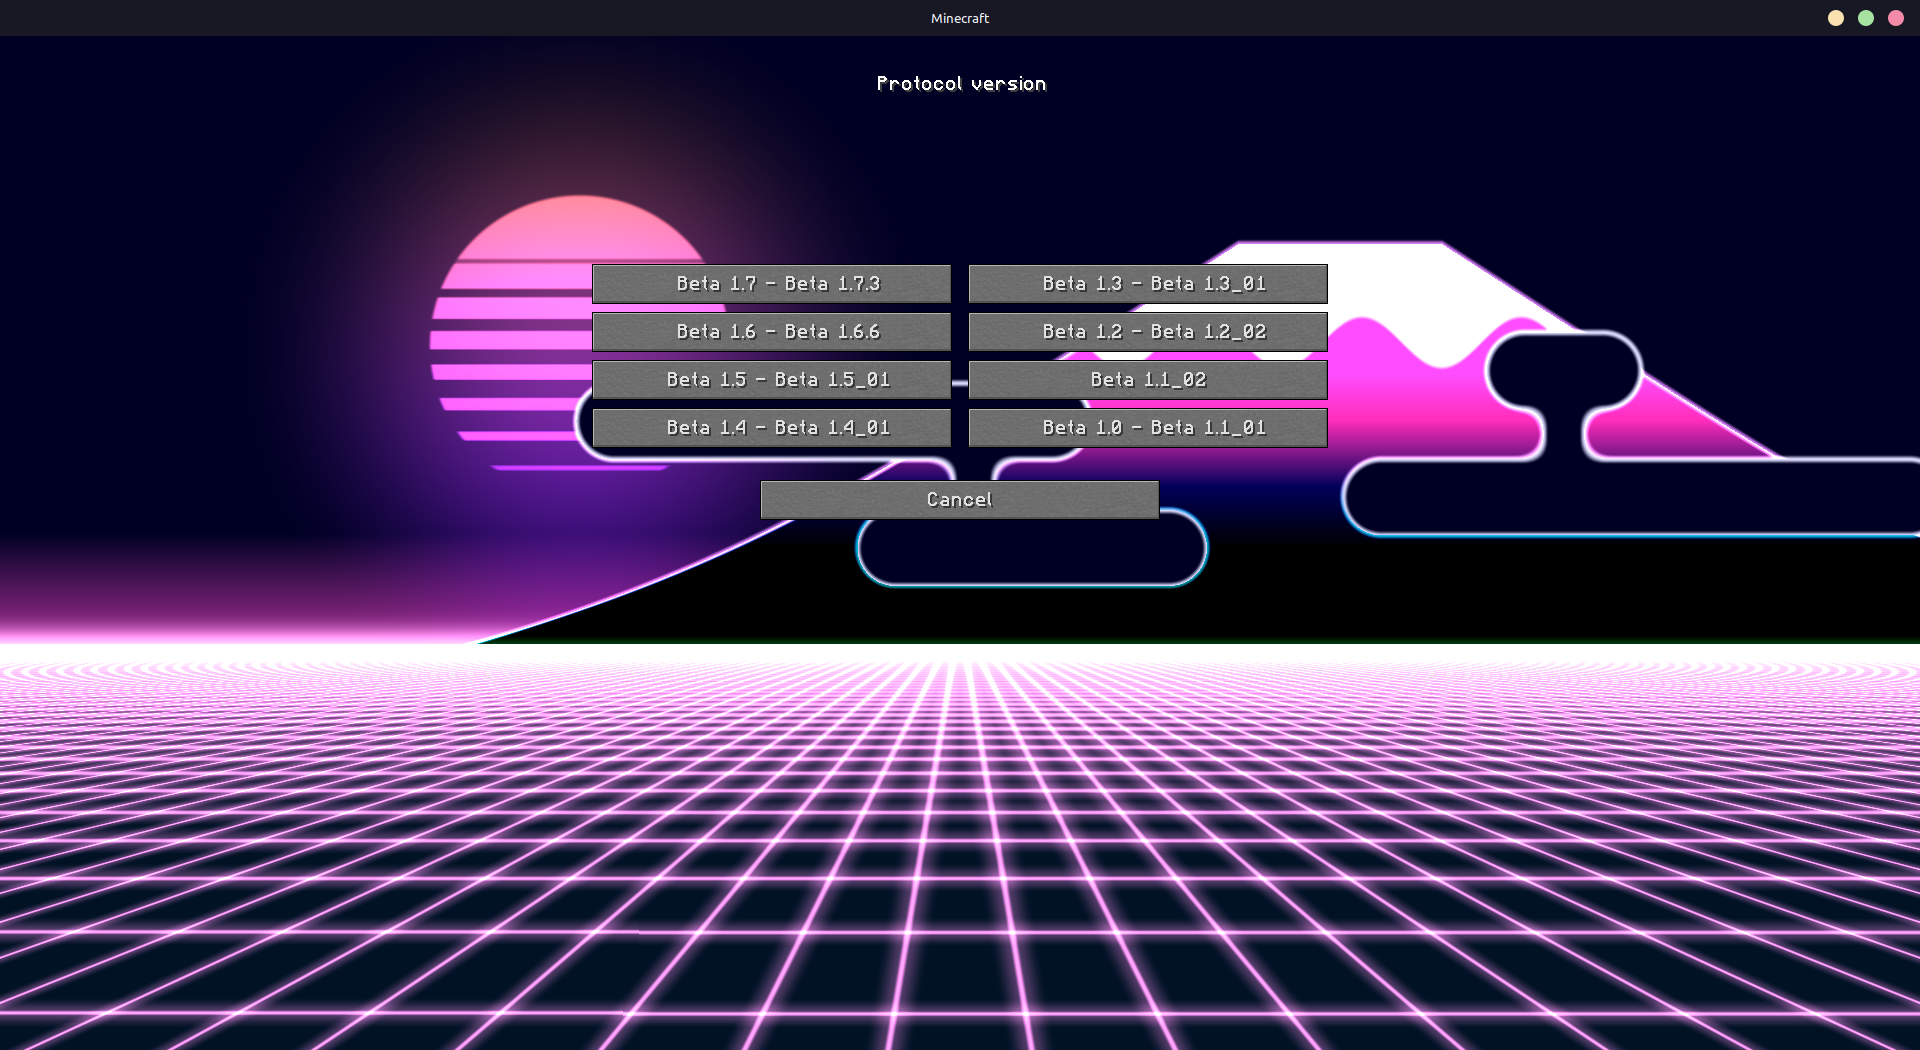 Minecraft
Protocol version
Beta 1.7 - Beta 1.7.3
Beta 1.3 - Beta 1.3_01
Beta 1.6 - Beta 1.6.6
Beta 1.2 - Beta 1.2_02
Beta 1.5 - Beta 1.5_01
Beta 1.1_02
Beta 1.4 - Beta 1.4_01
Beta 1.0 - Beta 1.1_01
Cancel